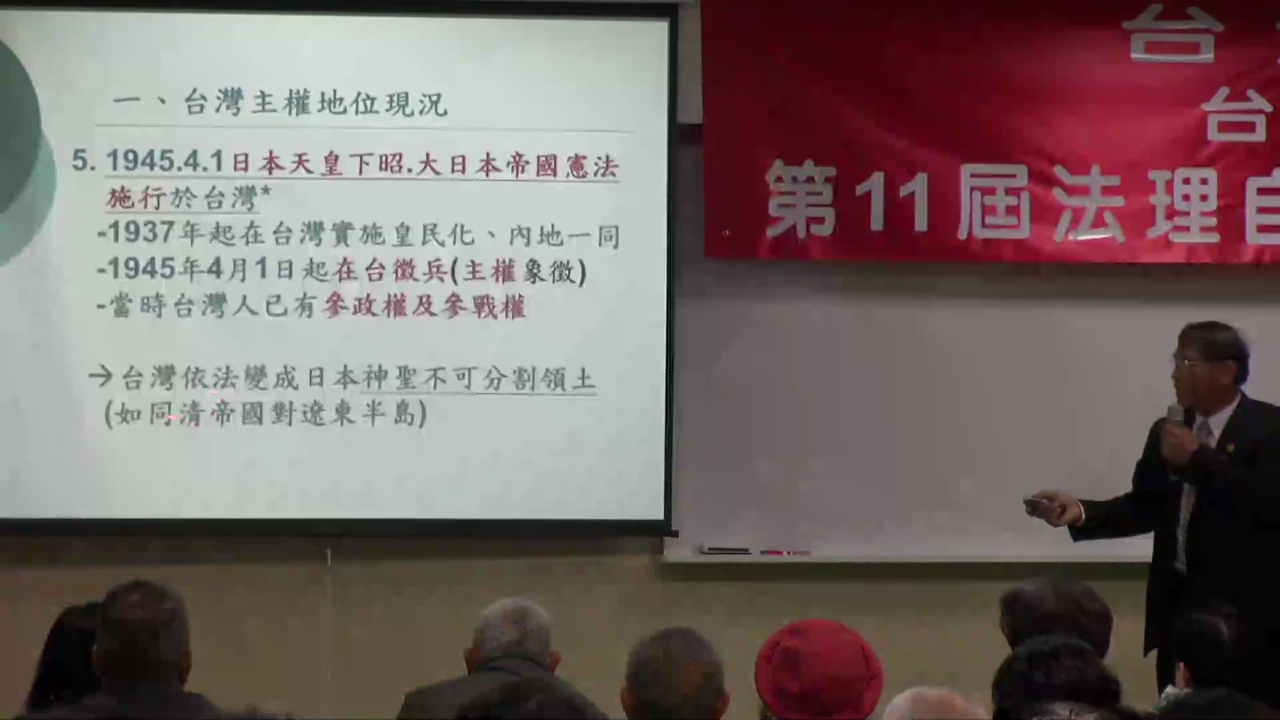 一、台灣主權地位現況
5. 1945.4.1日本天皇下昭.大日本帝國憲法
施行於台灣*
-1937年起在台灣實施皇民化、內地一同
-1945年4月1日起在台徵兵(主權象徵)
-當時台灣人已有參政權及參戰權
→台灣依法變成日本神聖不可分割領土
(如同清帝國對遼東半島)
台
台
第11屆法理自